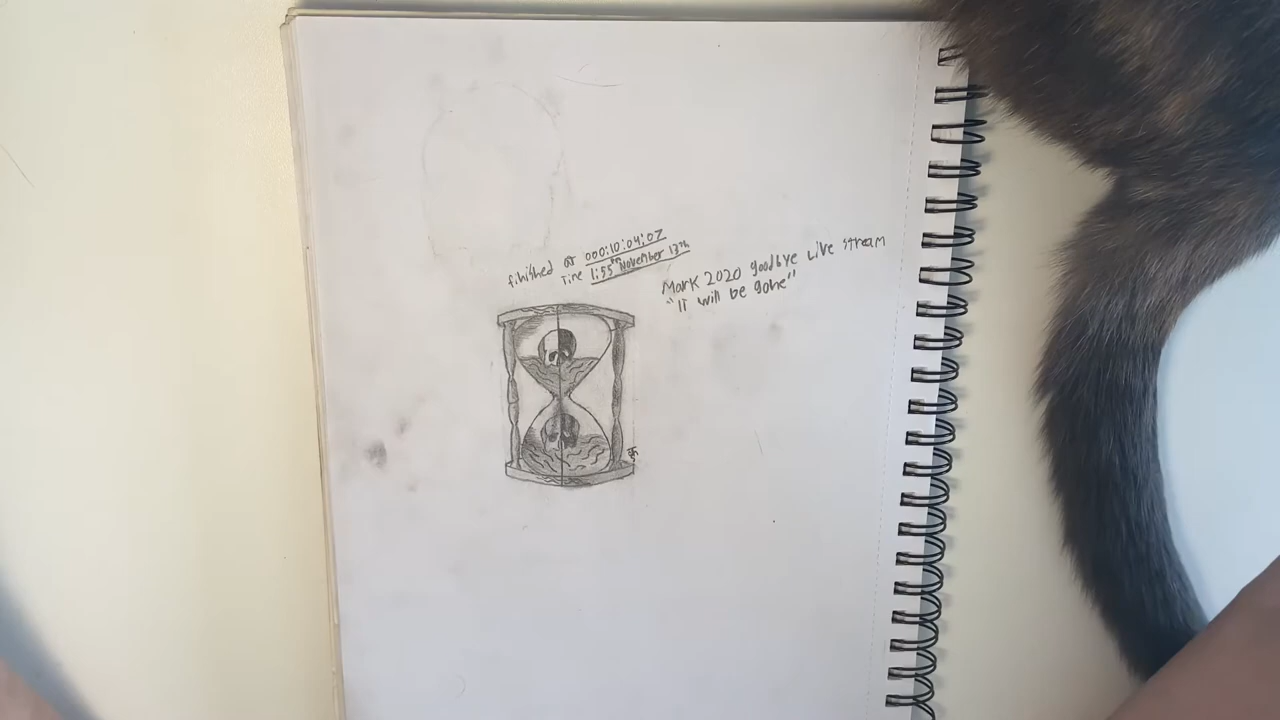 finished at 000:10:04:07
Time 1:55 pm November 13th
Mark 2020 goodbye Live stream
"it will be gone"